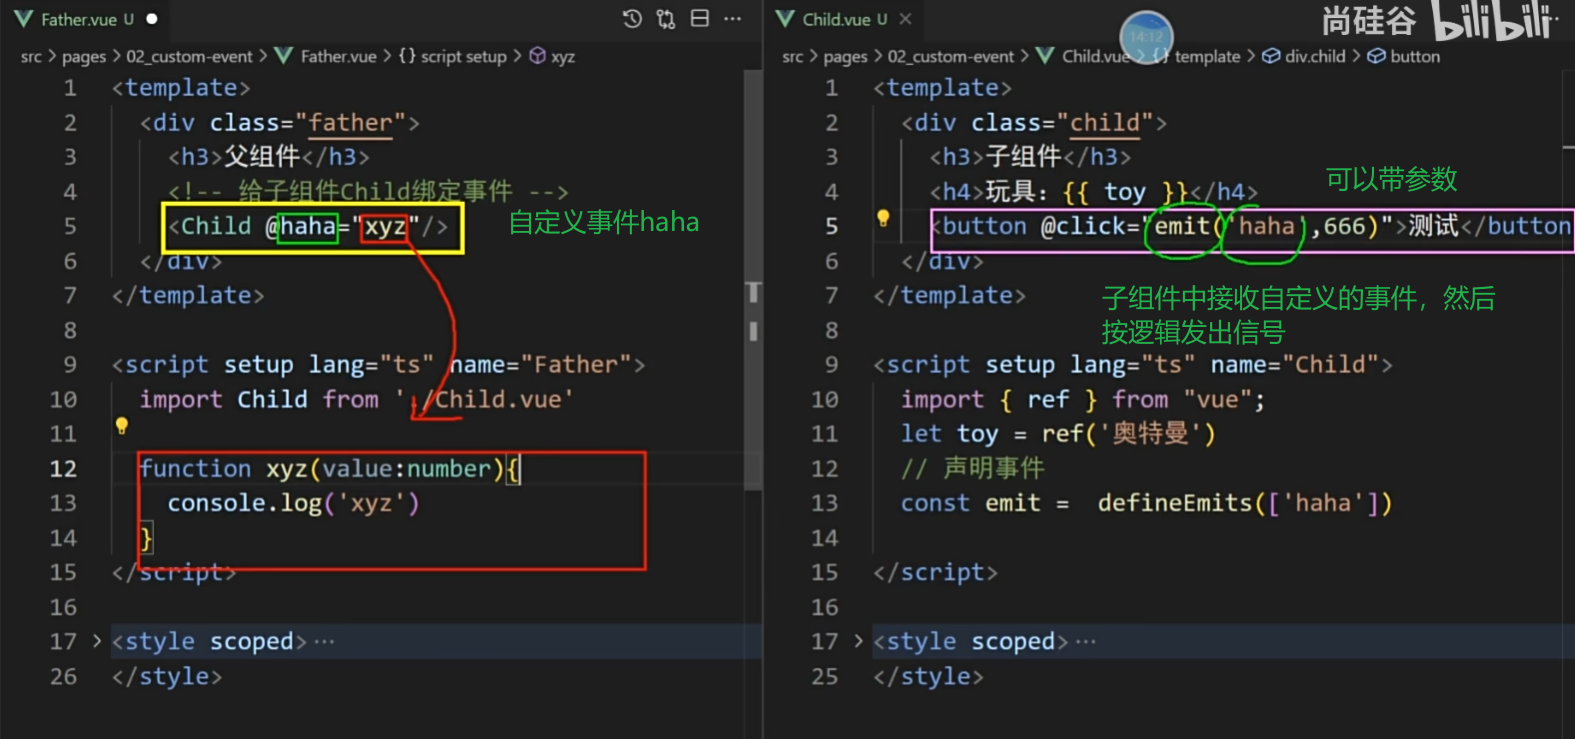 Father.vue U
src > pages > 02_custom-event > Father.vue > {} script setup > xyz
1 <template>
2 <div class="father">
3 <h3>父组件</h3>
4 <!-- 给子组件Child绑定事件 -->
5 <Child @haha="xyz"/>
自定义事件haha
6 </div>
7 </template>
8
9 <script setup lang="ts" name="Father">
10 import Child from './Child.vue'
11
12 function xyz(value:number){
13 console.log('xyz')
14 }
15 </script>
16
17 > <style scoped>···
26 </style>
Child.vue U
14:12
尚硅谷 bilibili
src > pages > 02_custom-event > Child.vue > {} template > div.child > button
1 <template>
2 <div class="child">
3 <h3>子组件</h3>
4 <h4>玩具：{{ toy }}</h4>
可以带参数
5 <button @click="emit('haha',666)">测试</button
6 </div>
7 </template>
子组件中接收自定义的事件，然后
按逻辑发出信号
8
9 <script setup lang="ts" name="Child">
10 import { ref } from "vue";
11 let toy = ref('奥特曼')
12 // 声明事件
13 const emit =  defineEmits(['haha'])
14
15 </script>
16
17 > <style scoped>···
25 </style>